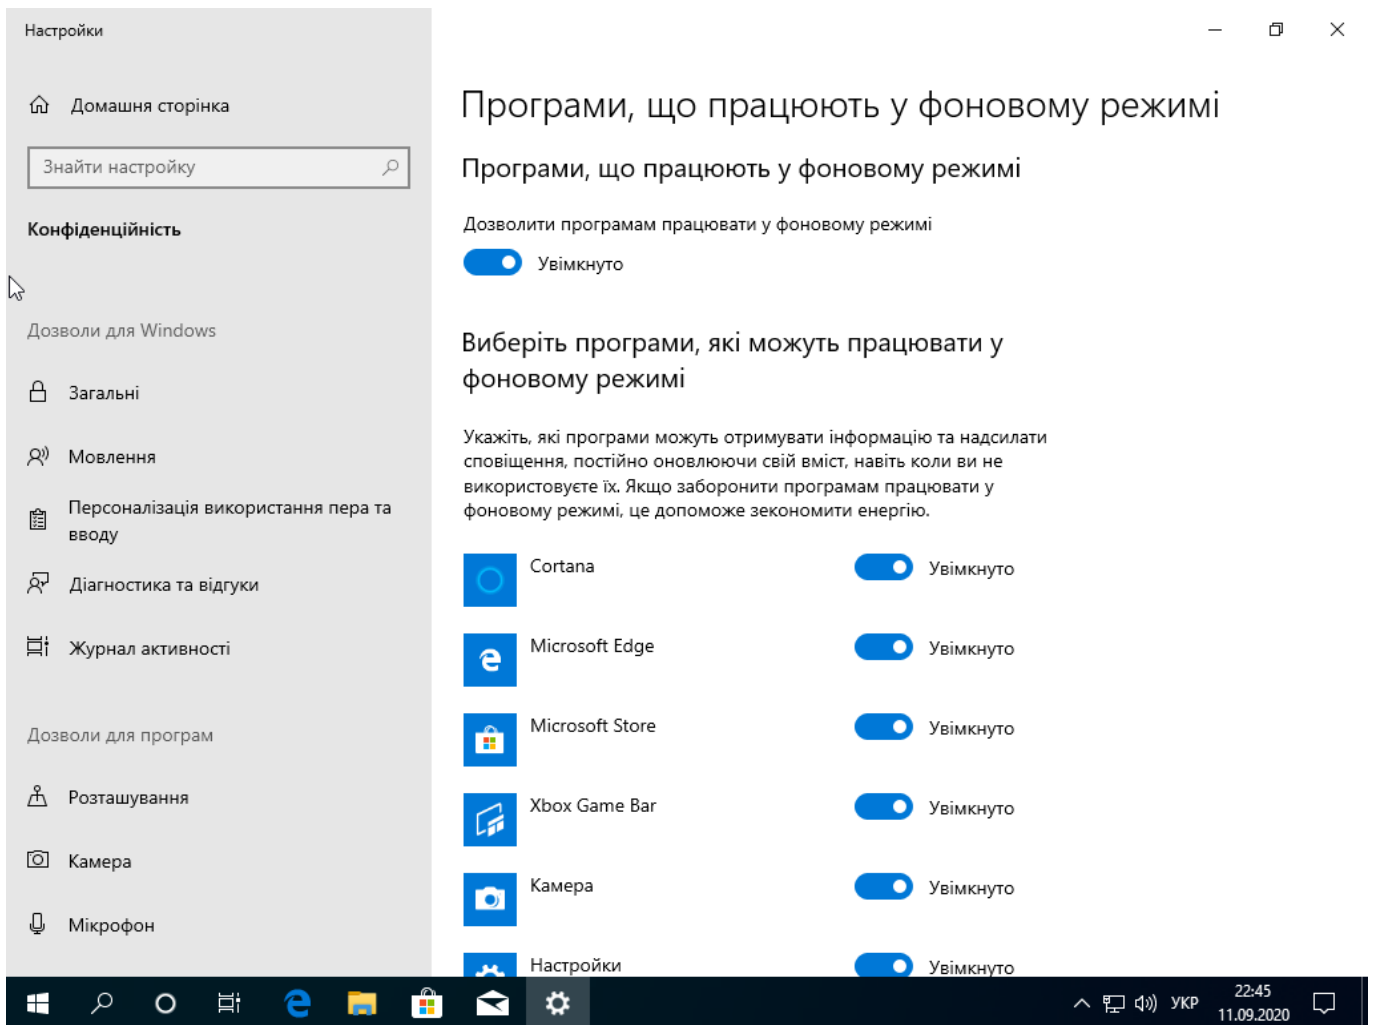 Настройки
Домашня сторінка
Знайти настройку
Конфіденційність
Дозволи для Windows
Загальні
Мовлення
Персоналізація використання пера та
вводу
Діагностика та відгуки
Журнал активності
Дозволи для програм
Розташування
Камера
Мікрофон
Програми, що працюють у фоновому режимі
Програми, що працюють у фоновому режимі
Дозволити програмам працювати у фоновому режимі
Увімкнуто
Виберіть програми, які можуть працювати у
фоновому режимі
Укажіть, які програми можуть отримувати інформацію та надсилати
сповіщення, постійно оновлюючи свій вміст, навіть коли ви не
використовуєте їх. Якщо заборонити програмам працювати у
фоновому режимі, це допоможе зекономити енергію.
Cortana Увімкнуто
Microsoft Edge Увімкнуто
Microsoft Store Увімкнуто
Xbox Game Bar Увімкнуто
Камера Увімкнуто
Настройки Увімкнуто
УКР
22:45
11.09.2020